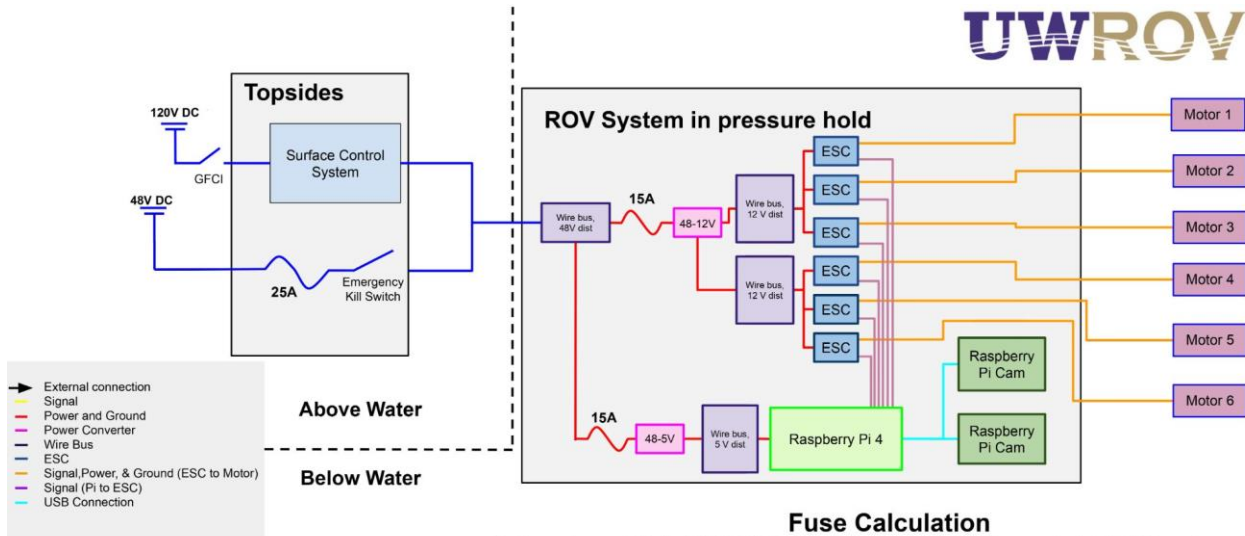 UWROV
Topsides
120V DC
Surface Control
System
GFCI
48V DC
25A
Emergency
Kill Switch
ROV System in pressure hold
Wire bus,
48V dist
15A
48-12V
Wire bus,
12 V dist
ESC
ESC
ESC
Wire bus,
12 V dist
ESC
ESC
ESC
Motor 1
Motor 2
Motor 3
Motor 4
Motor 5
Motor 6
15A
48-5V
Wire bus,
5 V dist
Raspberry Pi 4
Raspberry
Pi Cam
Raspberry
Pi Cam
External connection
Signal
Power and Ground
Power Converter
Wire Bus
ESC
Signal,Power, & Ground (ESC to Motor)
Signal (Pi to ESC)
USB Connection
Above Water
Below Water
Fuse Calculation